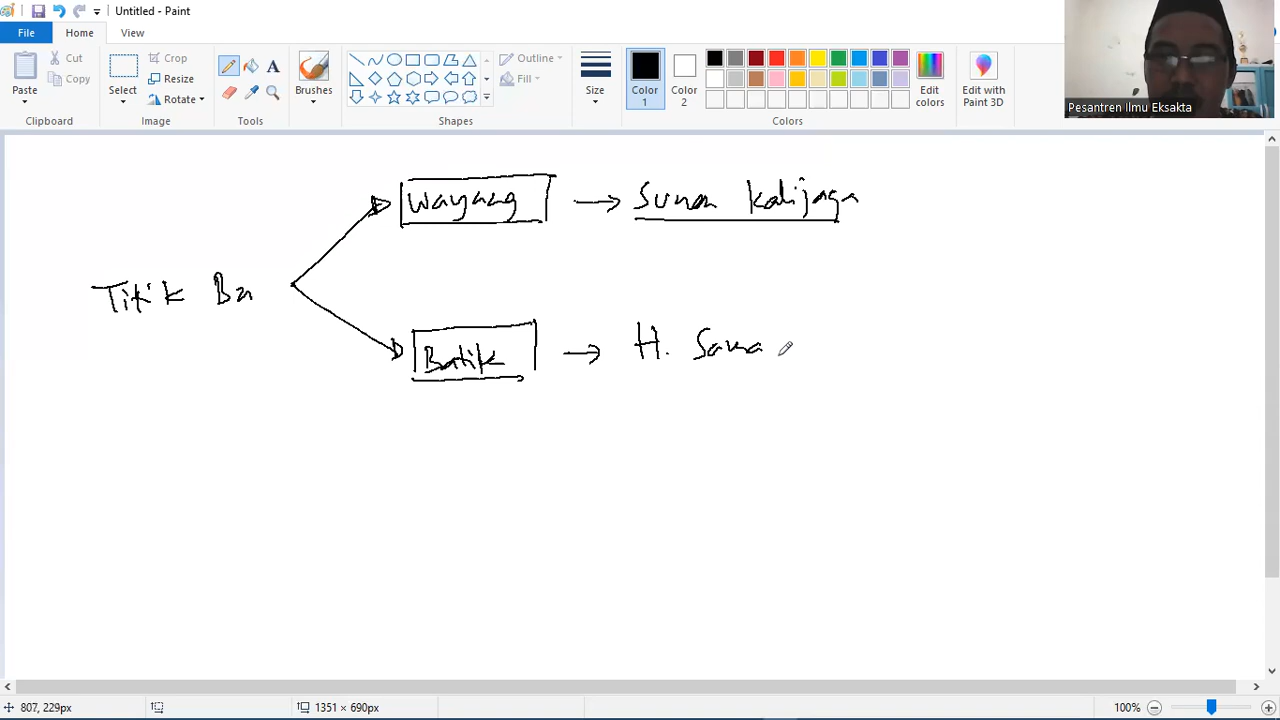 Untitled - Paint
File Home View
Paste
Cut
Copy
Clipboard
Select
Crop
Resize
Rotate
Image
Tools
Brushes
Shapes
Outline
Fill
Size
Color 1
Color 2
Edit colors
Edit with Paint 3D
Colors
Pesantren Ilmu Eksakta
Wayang → Sunan Kalijaga
Titik Ba
Batik → H. Sama
807, 229px
1351 × 690px
100%